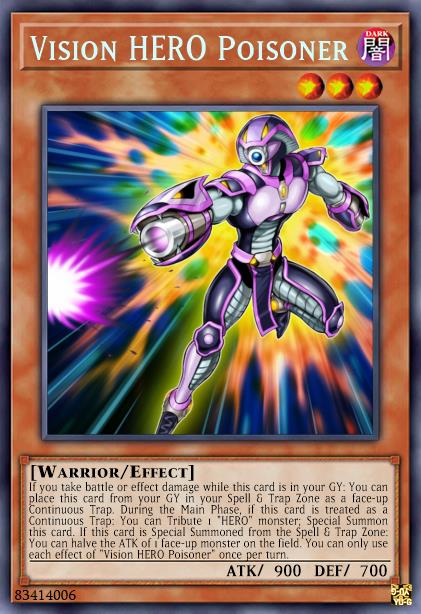 Vision HERO Poisoner
DARK
闇
[Warrior/Effect]
If you take battle or effect damage while this card is in your GY: You can
place this card from your GY in your Spell & Trap Zone as a face-up
Continuous Trap. During the Main Phase, if this card is treated as a
Continuous Trap: You can Tribute 1 "HERO" monster; Special Summon
this card. If this card is Special Summoned from the Spell & Trap Zone:
You can halve the ATK of 1 face-up monster on the field. You can only use
each effect of "Vision HERO Poisoner" once per turn.
ATK/ 900 DEF/ 700
83414006